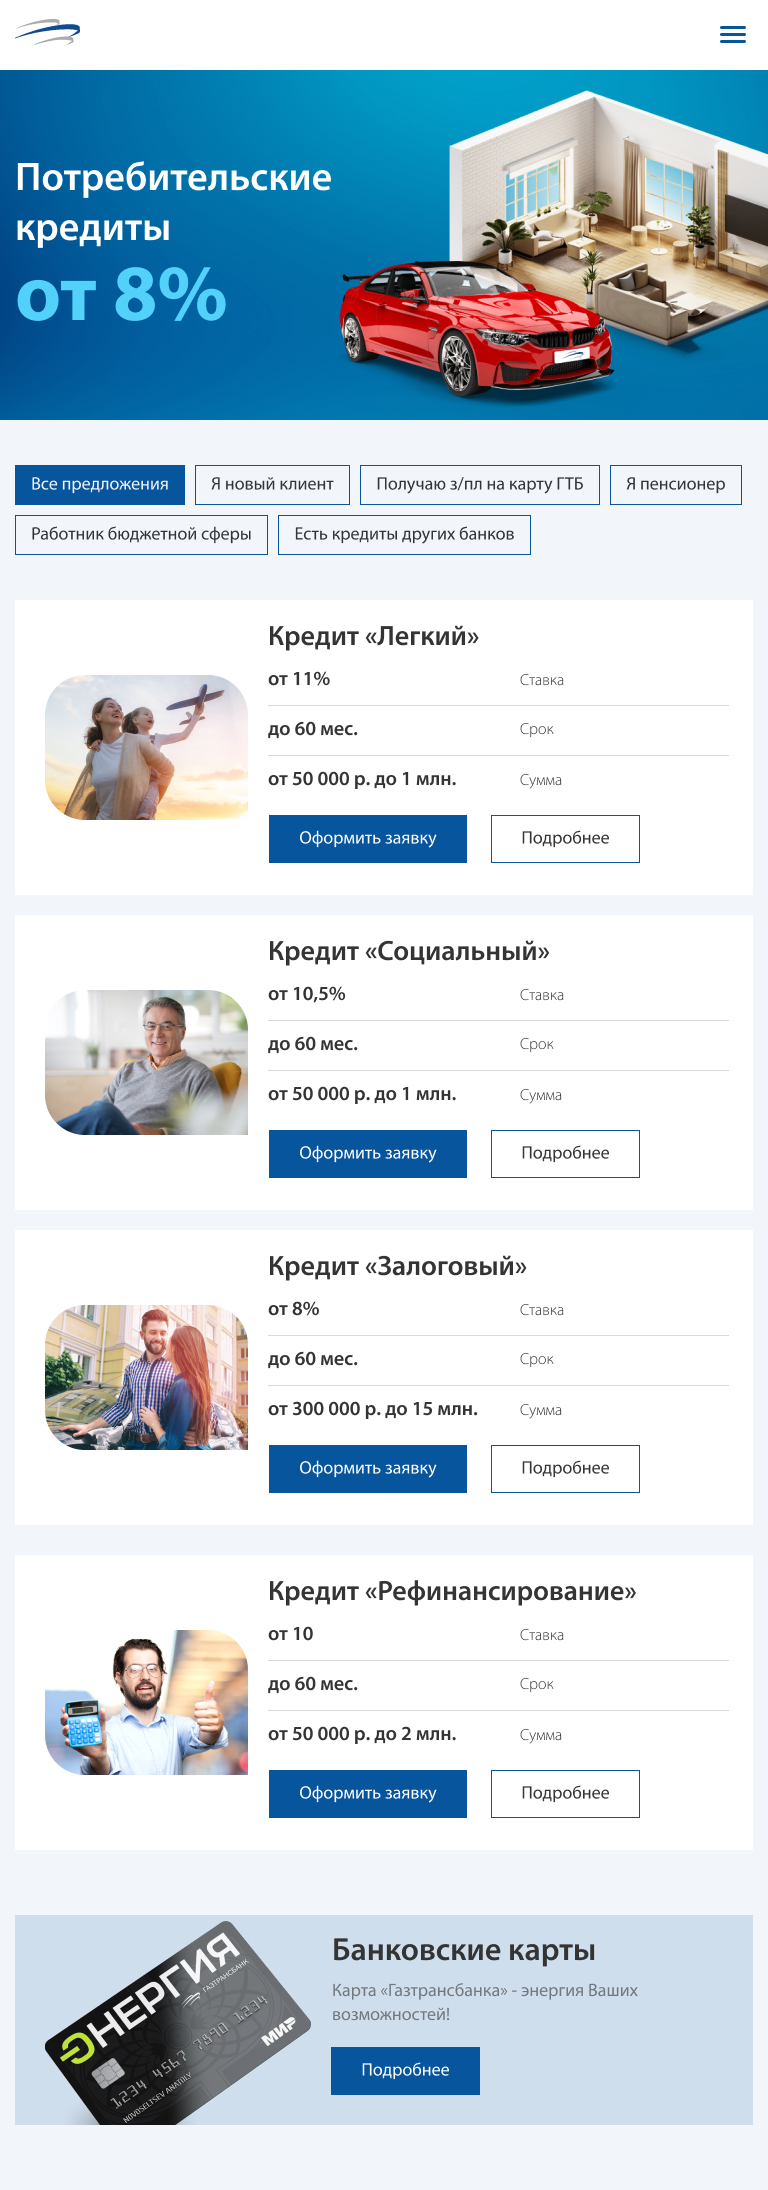 Потребительские
кредиты
от 8%
Все предложения
Я новый клиент
Получаю з/пл на карту ГТБ
Я пенсионер
Работник бюджетной сферы
Есть кредиты других банков
Кредит «Легкий»
от 11% Ставка
до 60 мес. Срок
от 50 000 р. до 1 млн. Сумма
Оформить заявку Подробнее
Кредит «Социальный»
от 10,5% Ставка
до 60 мес. Срок
от 50 000 р. до 1 млн. Сумма
Оформить заявку Подробнее
Кредит «Залоговый»
от 8% Ставка
до 60 мес. Срок
от 300 000 р. до 15 млн. Сумма
Оформить заявку Подробнее
Кредит «Рефинансирование»
от 10 Ставка
до 60 мес. Срок
от 50 000 р. до 2 млн. Сумма
Оформить заявку Подробнее
ЭНЕРГИЯ
ГАЗТРАНСБАНК
1234 4567 7890 1234
NOVOSELTSEV ANATOLY
МИР
Банковские карты
Карта «Газтрансбанка» - энергия Ваших
возможностей!
Подробнее